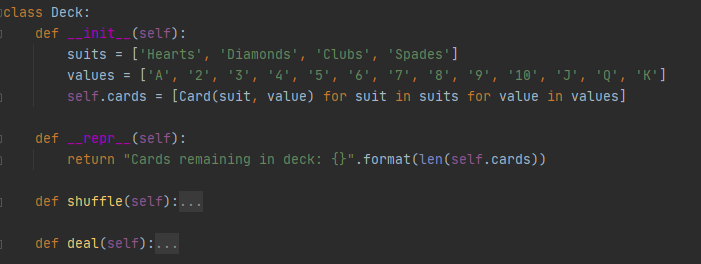 class Deck:
    def __init__(self):
        suits = ['Hearts', 'Diamonds', 'Clubs', 'Spades']
        values = ['A', '2', '3', '4', '5', '6', '7', '8', '9', '10', 'J', 'Q', 'K']
        self.cards = [Card(suit, value) for suit in suits for value in values]

    def __repr__(self):
        return "Cards remaining in deck: {}".format(len(self.cards))

    def shuffle(self):...

    def deal(self):...